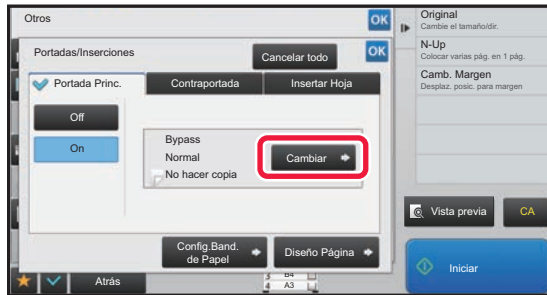 Otros
OK
Portadas/Inserciones
Cancelar todo
OK
Portada Princ.
Contraportada
Insertar Hoja
Off
On
Bypass
Normal
No hacer copia
Cambiar
Config.Band.
de Papel
Diseño Página
Atrás
3 B4
4 A3
Original
Cambie el tamaño/dir.
N-Up
Colocar varias pág. en 1 pág.
Camb. Margen
Desplaz. posic. para margen
Vista previa
CA
Iniciar